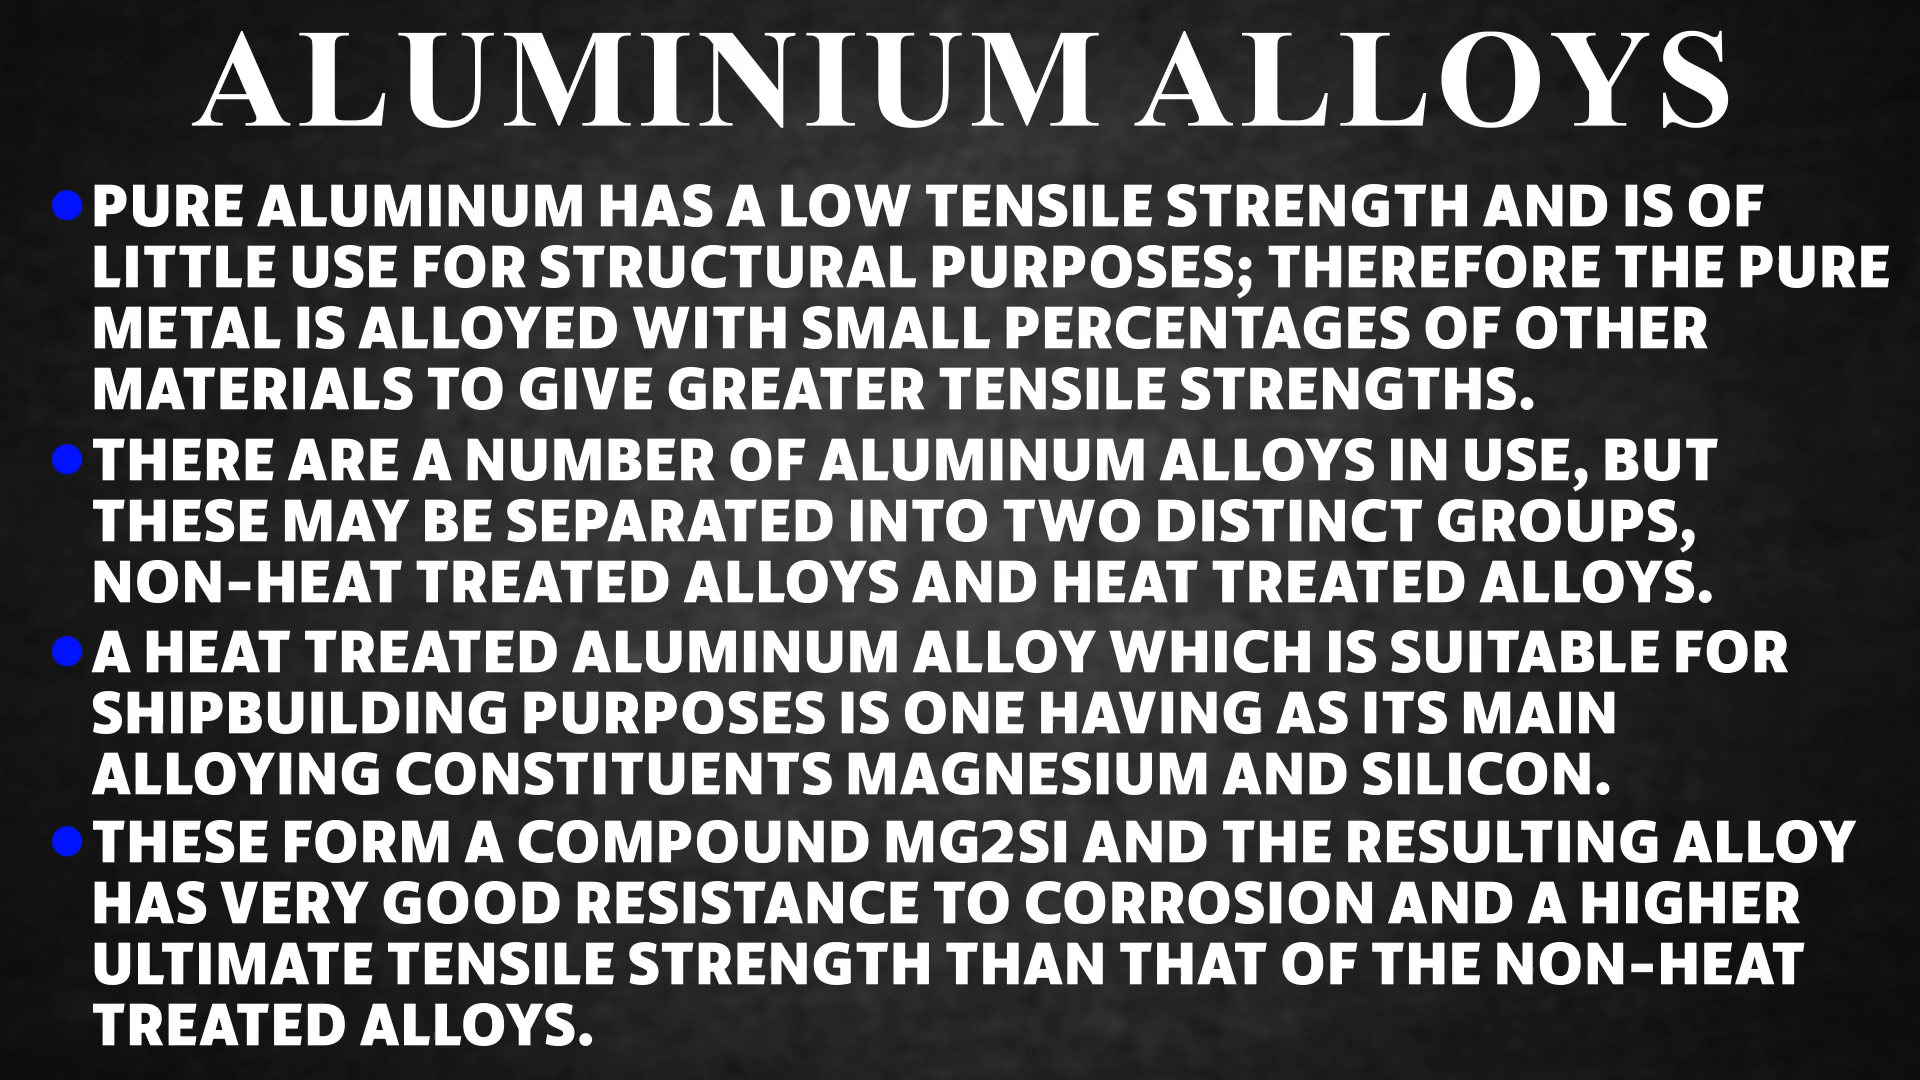 ALUMINIUM ALLOYS
PURE ALUMINUM HAS A LOW TENSILE STRENGTH AND IS OF
LITTLE USE FOR STRUCTURAL PURPOSES; THEREFORE THE PURE
METAL IS ALLOYED WITH SMALL PERCENTAGES OF OTHER
MATERIALS TO GIVE GREATER TENSILE STRENGTHS.
THERE ARE A NUMBER OF ALUMINUM ALLOYS IN USE, BUT
THESE MAY BE SEPARATED INTO TWO DISTINCT GROUPS,
NON-HEAT TREATED ALLOYS AND HEAT TREATED ALLOYS.
A HEAT TREATED ALUMINUM ALLOY WHICH IS SUITABLE FOR
SHIPBUILDING PURPOSES IS ONE HAVING AS ITS MAIN
ALLOYING CONSTITUENTS MAGNESIUM AND SILICON.
THESE FORM A COMPOUND MG2SI AND THE RESULTING ALLOY
HAS VERY GOOD RESISTANCE TO CORROSION AND A HIGHER
ULTIMATE TENSILE STRENGTH THAN THAT OF THE NON-HEAT
TREATED ALLOYS.